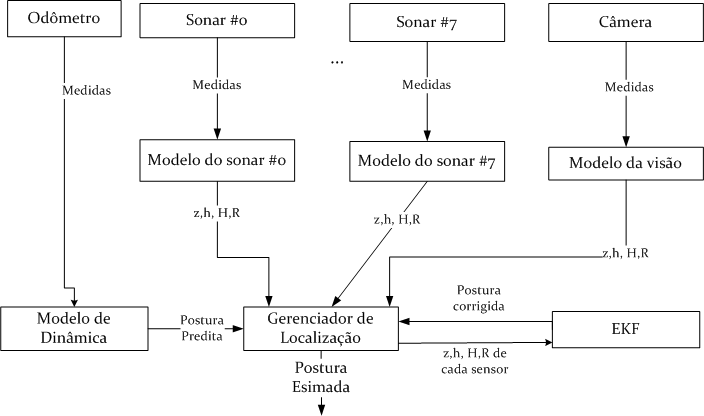 Odômetro
Sonar #0
Sonar #7
Câmera
...
Medidas
Medidas
Medidas
Medidas
Modelo do sonar #0
Modelo do sonar #7
Modelo da visão
z,h, H,R
z,h, H,R
z,h, H,R
Modelo de
Dinâmica
Postura
Predita
Gerenciador de
Localização
Postura
corrigida
EKF
z,h, H,R de
cada sensor
Postura
Esimada